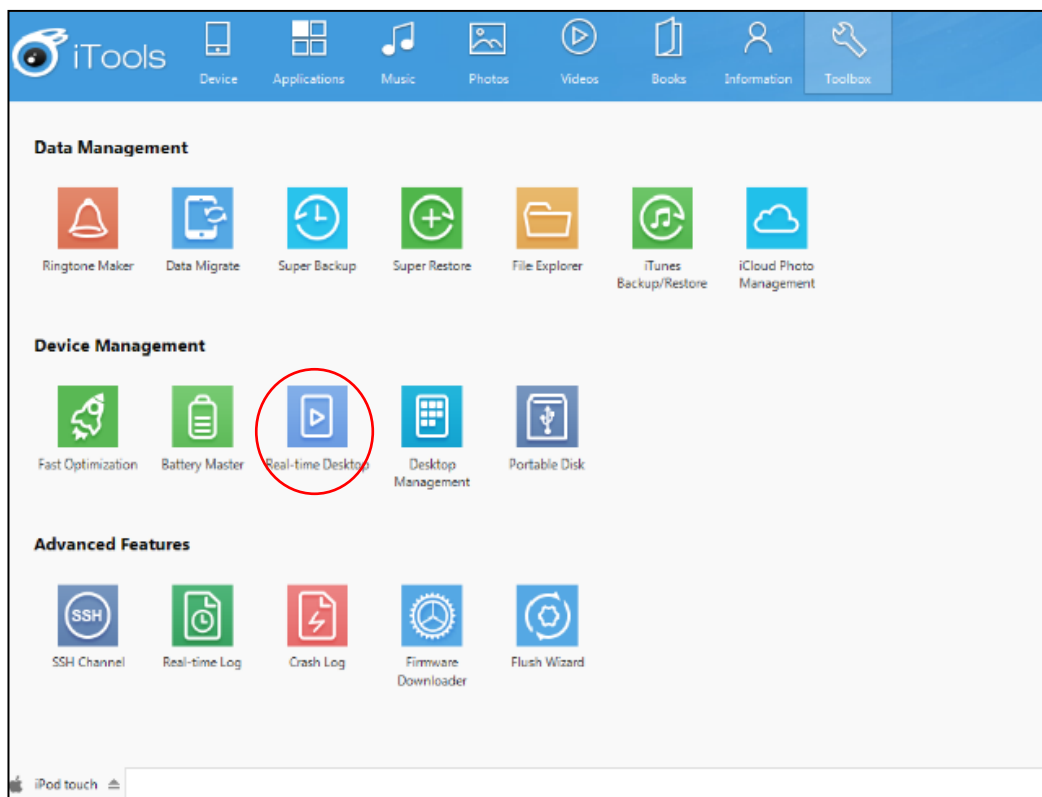 iTools
Device Applications Music Photos Videos Books Information Toolbox
Data Management
Ringtone Maker Data Migrate Super Backup Super Restore File Explorer iTunes iCloud Photo
Backup/Restore Management
Device Management
Fast Optimization Battery Master Real-time Desktop Desktop Portable Disk
Management
Advanced Features
SSH
SSH Channel Real-time Log Crash Log Firmware Flush Wizard
Downloader
iPod touch